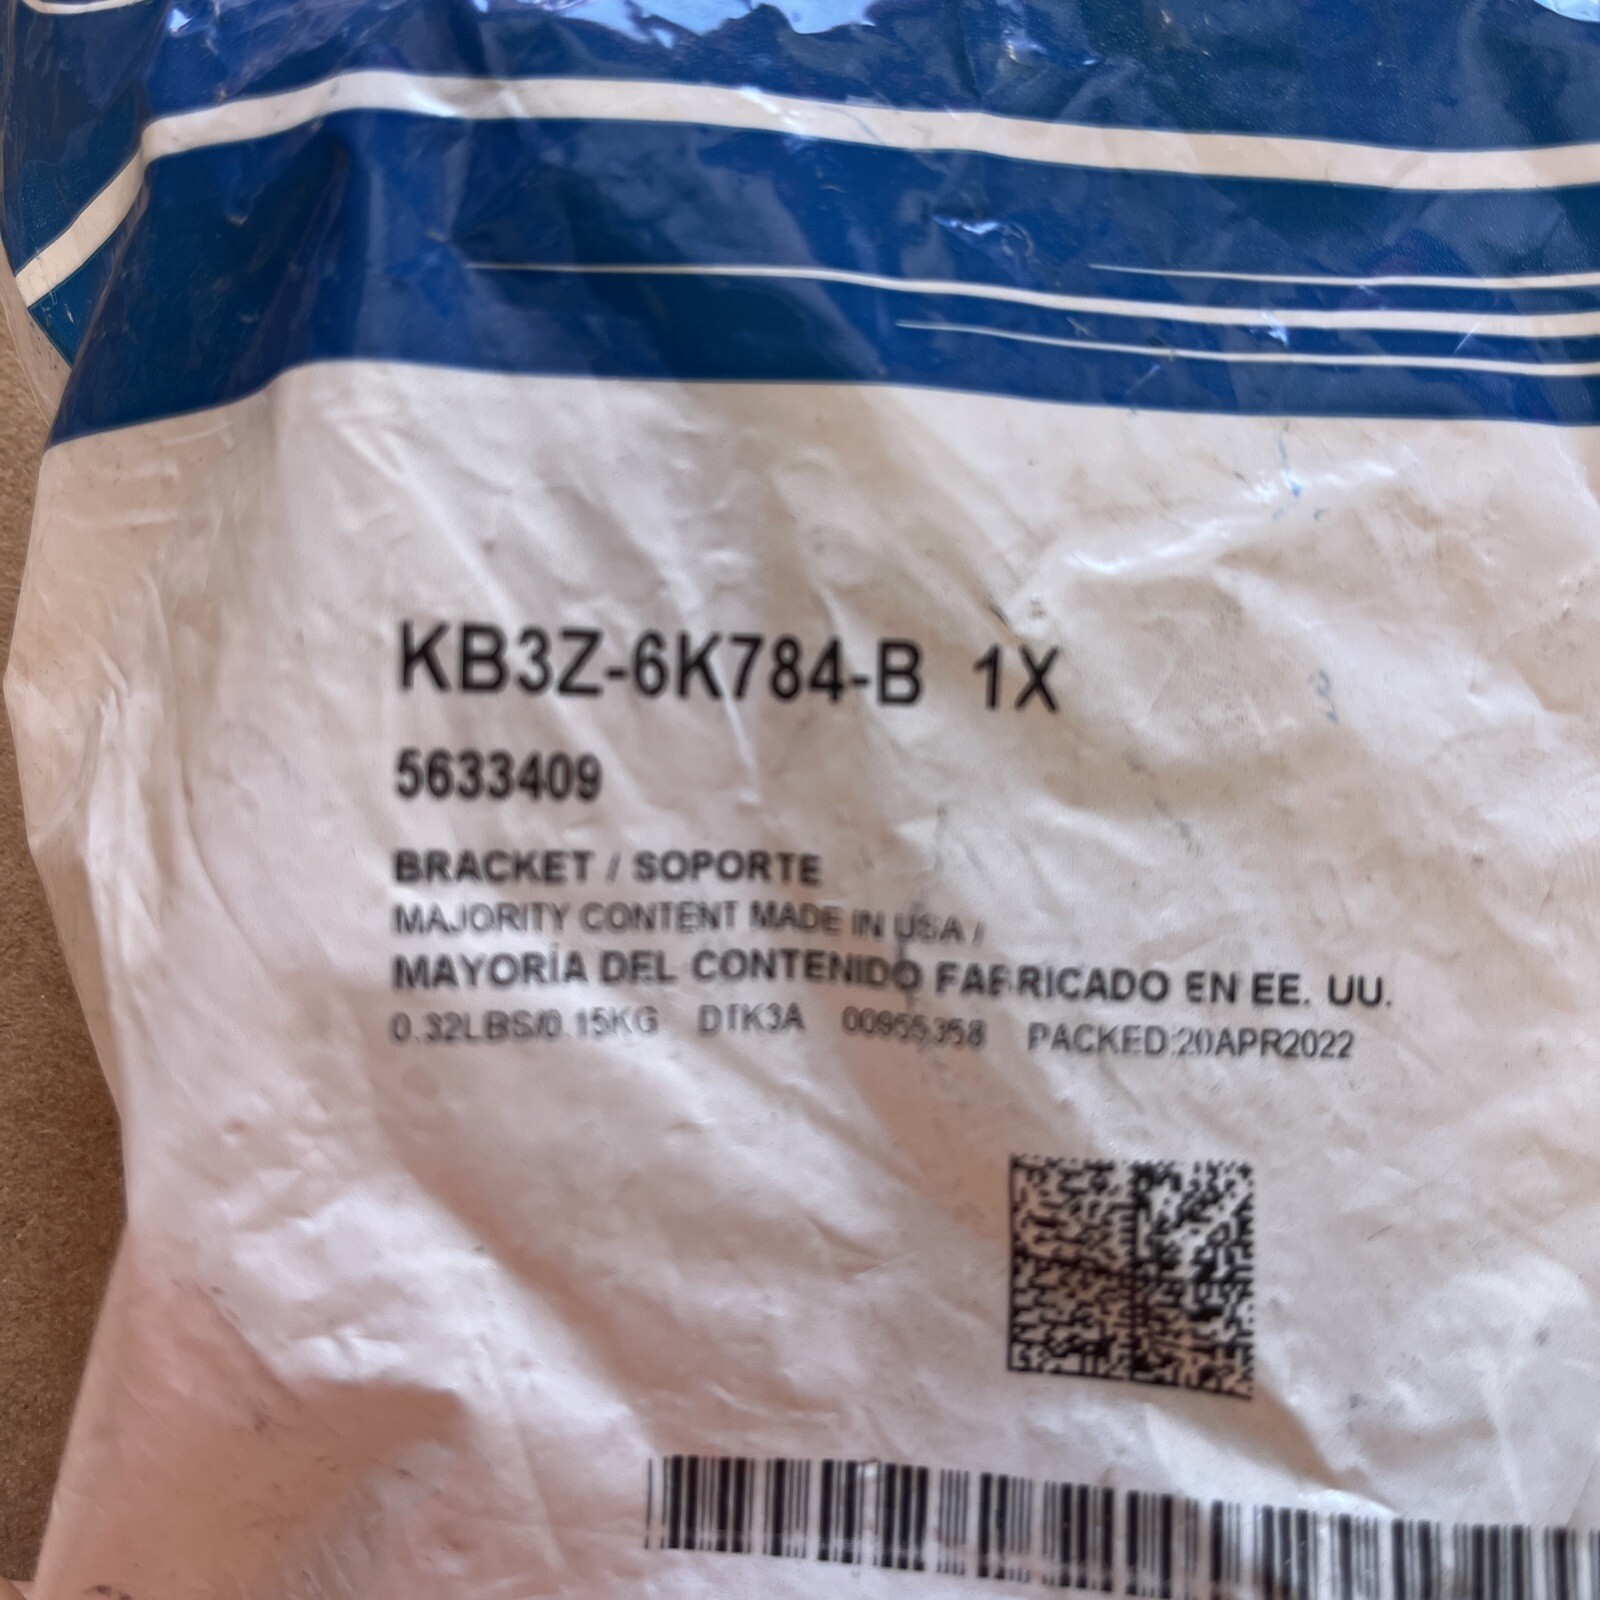 KB3Z-6K784-B 1X
5633409
BRACKET / SOPORTE
MAJORITY CONTENT MADE IN USA /
MAYORÍA DEL CONTENIDO FABRICADO EN EE. UU.
0.32LBS/0.15KG DTK3A 00955358 PACKED:20APR2022